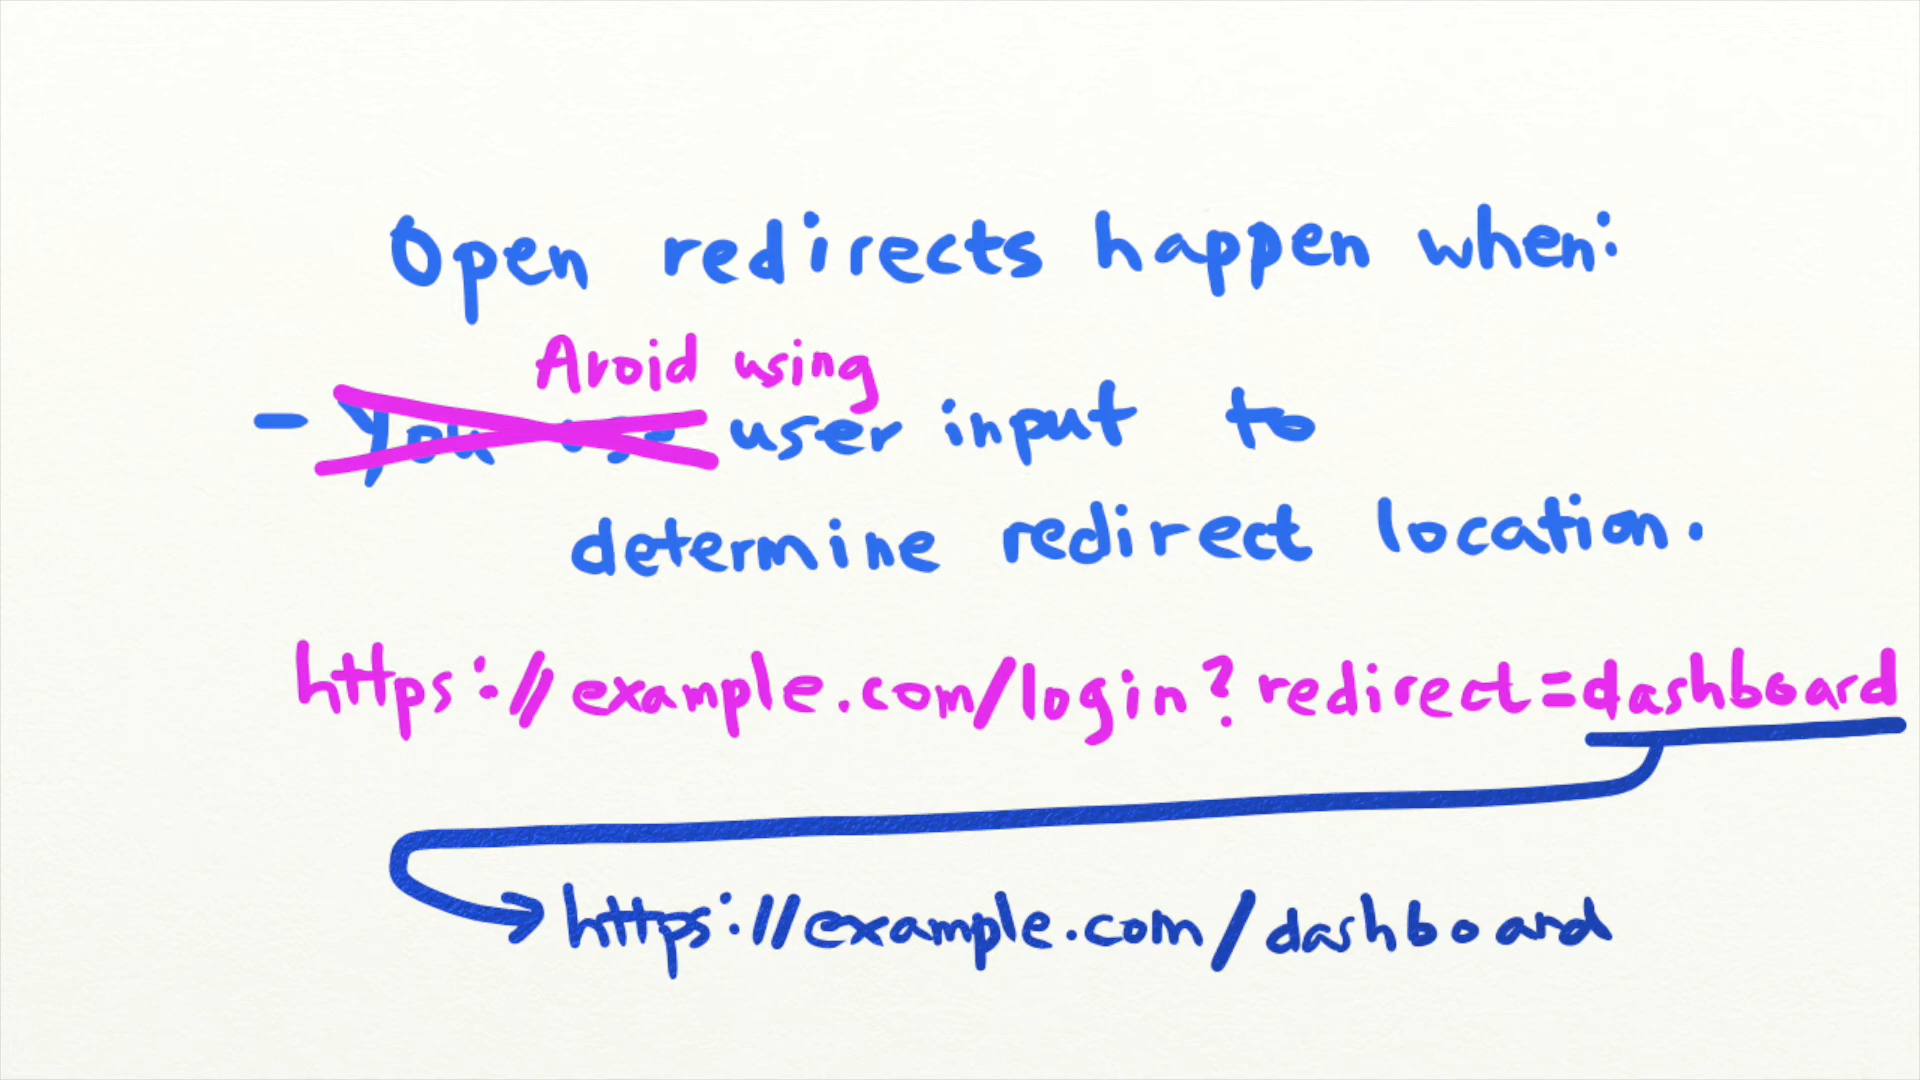 Open redirects happen when:
Avoid using
- You user input to
determine redirect location.
https://example.com/login?redirect=dashboard
https://example.com/dashboard